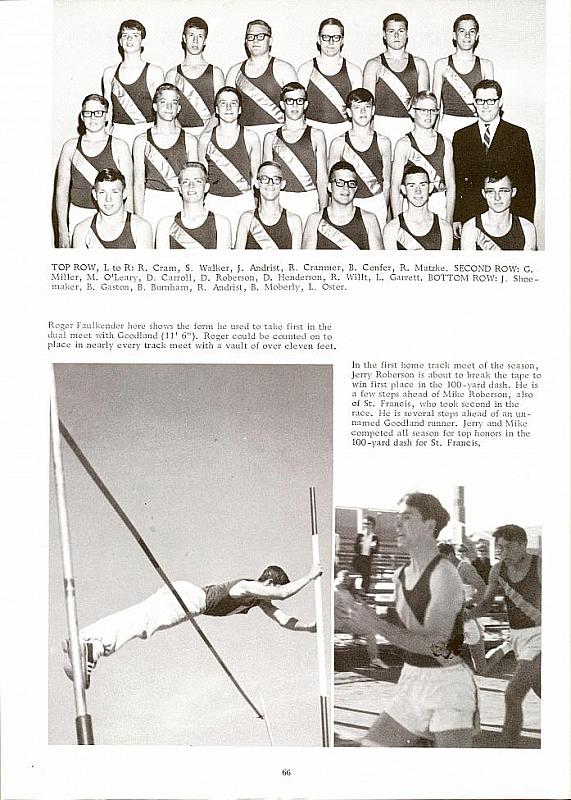 TOP ROW, L to R: R. Cram, S. Walker, J. Andrist, R. Cranmer, B. Confer, R. Matzke. SECOND ROW: G.
Miller, M. O'Leary, D. Carroll, D. Roberson, D. Henderson, R. Willt, L. Garrett. BOTTOM ROW: J. Shoe-
maker, B. Gaston, B. Burnham, R. Andrist, B. Moberly, L. Oster.
Roger Faulkender here shows the form he used to take first in the
dual meet with Goodland (11' 6"). Roger could be counted on to
place in nearly every track meet with a vault of over eleven feet.
In the first home track meet of the season,
Jerry Roberson is about to break the tape to
win first place in the 100-yard dash. He is
a few steps ahead of Mike Roberson, also
of St. Francis, who took second in the
race. He is several steps ahead of an un-
named Goodland runner. Jerry and Mike
competed all season for top honors in the
100-yard dash for St. Francis.
66